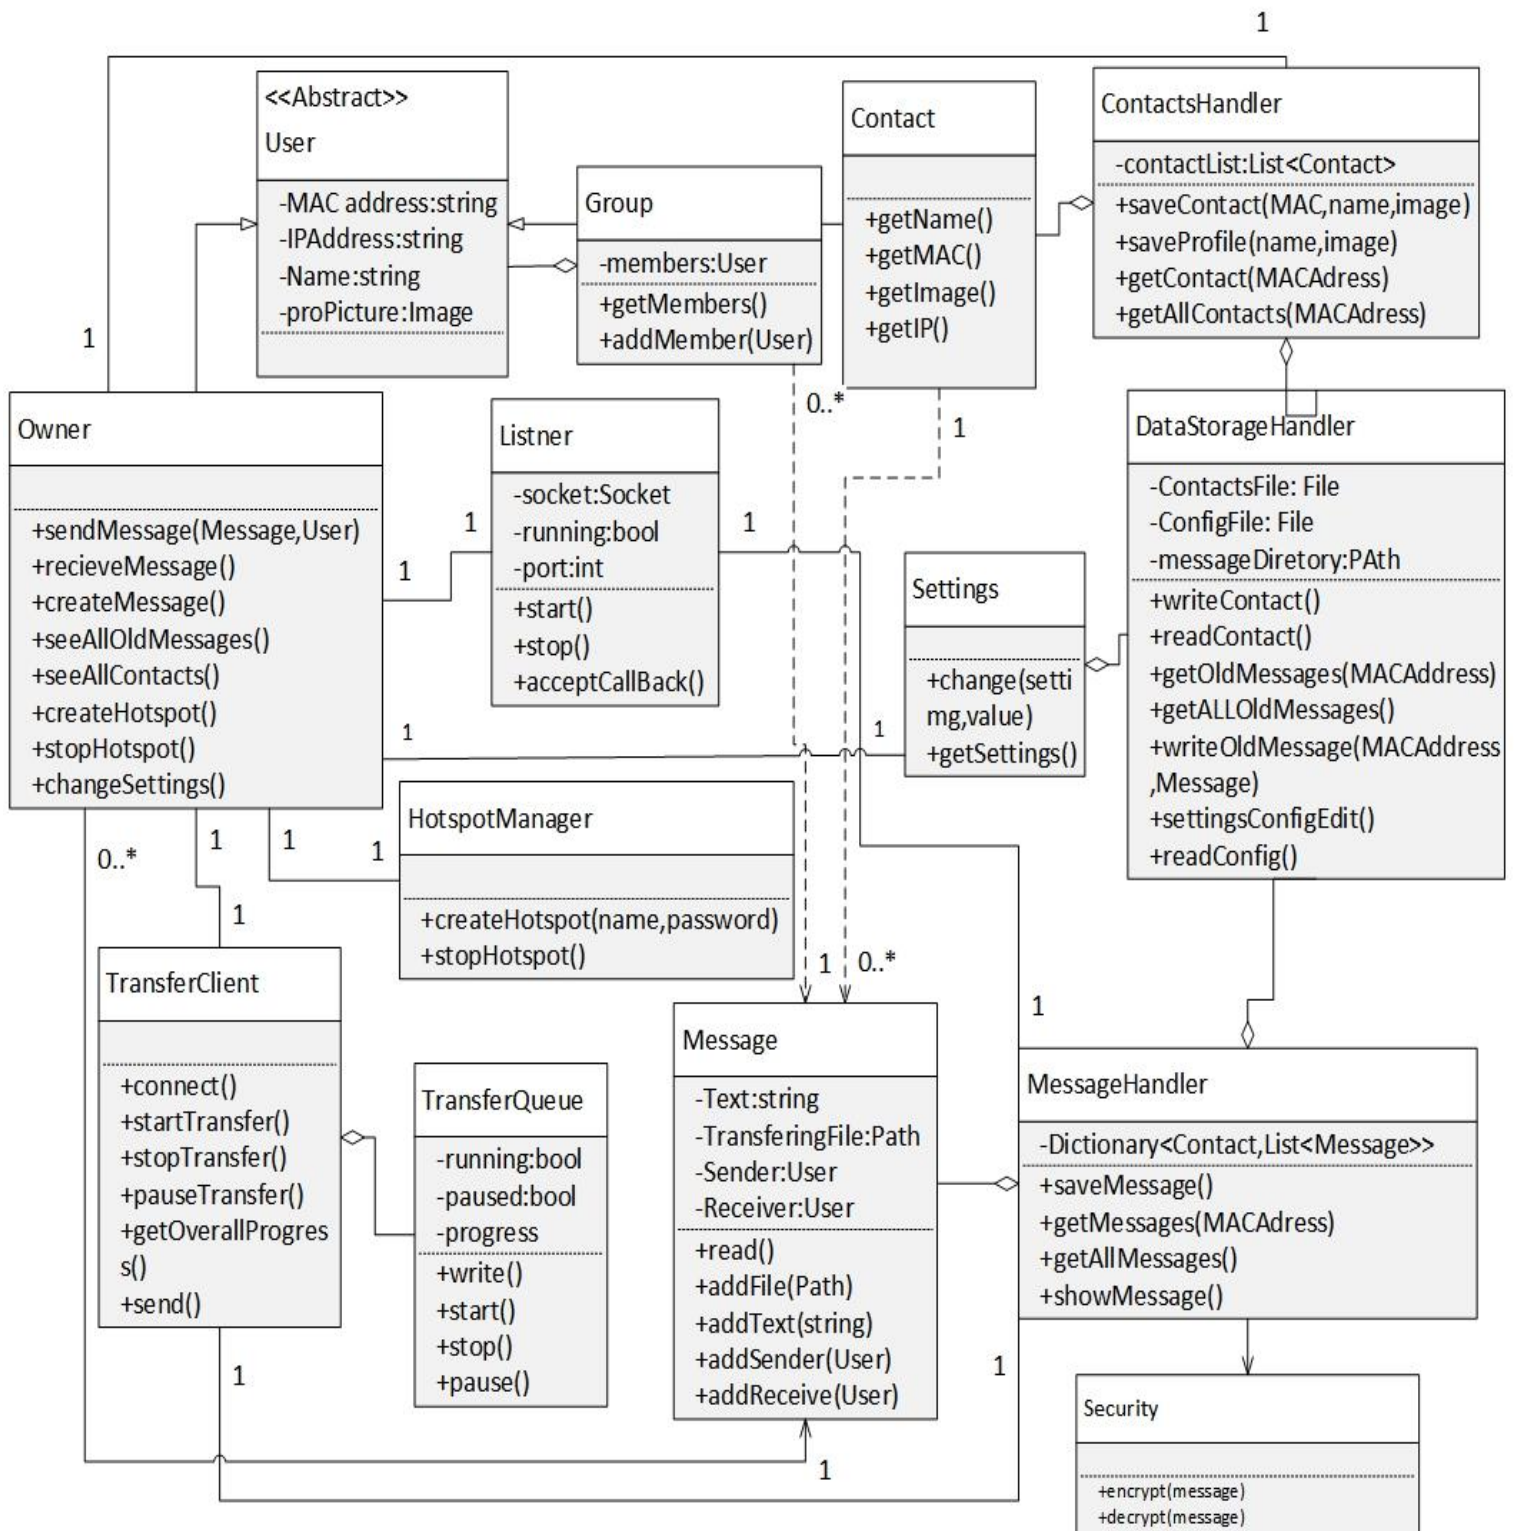 1
<<Abstract>>
User
-MAC address:string
-IPAddress:string
-Name:string
-proPicture:Image
Group
-members:User
+getMembers()
+addMember(User)
Contact
+getName()
+getMAC()
+getImage()
+getIP()
ContactsHandler
-contactList:List<Contact>
+saveContact(MAC,name,image)
+saveProfile(name,image)
+getContact(MACAdress)
+getAllContacts(MACAdress)
1
0..*
1
Owner
+sendMessage(Message,User)
+recieveMessage()
+createMessage()
+seeAllOldMessages()
+seeAllContacts()
+createHotspot()
+stopHotspot()
+changeSettings()
1
1
Listner
-socket:Socket
-running:bool
-port:int
+start()
+stop()
+acceptCallBack()
1
Settings
+change(setti
mg,value)
+getSettings()
DataStorageHandler
-ContactsFile: File
-ConfigFile: File
-messageDiretory:PAth
+writeContact()
+readContact()
+getOldMessages(MACAddress)
+getALLOldMessages()
+writeOldMessage(MACAddress
,Message)
+settingsConfigEdit()
+readConfig()
1
1
0..*
1
1
1
HotspotManager
+createHotspot(name,password)
+stopHotspot()
1
1
0..*
1
TransferClient
+connect()
+startTransfer()
+stopTransfer()
+pauseTransfer()
+getOverallProgres
s()
+send()
TransferQueue
-running:bool
-paused:bool
-progress
+write()
+start()
+stop()
+pause()
Message
-Text:string
-TransferingFile:Path
-Sender:User
-Receiver:User
+read()
+addFile(Path)
+addText(string)
+addSender(User)
+addReceive(User)
MessageHandler
-Dictionary<Contact,List<Message>>
+saveMessage()
+getMessages(MACAdress)
+getAllMessages()
+showMessage()
1
1
1
Security
+encrypt(message)
+decrypt(message)